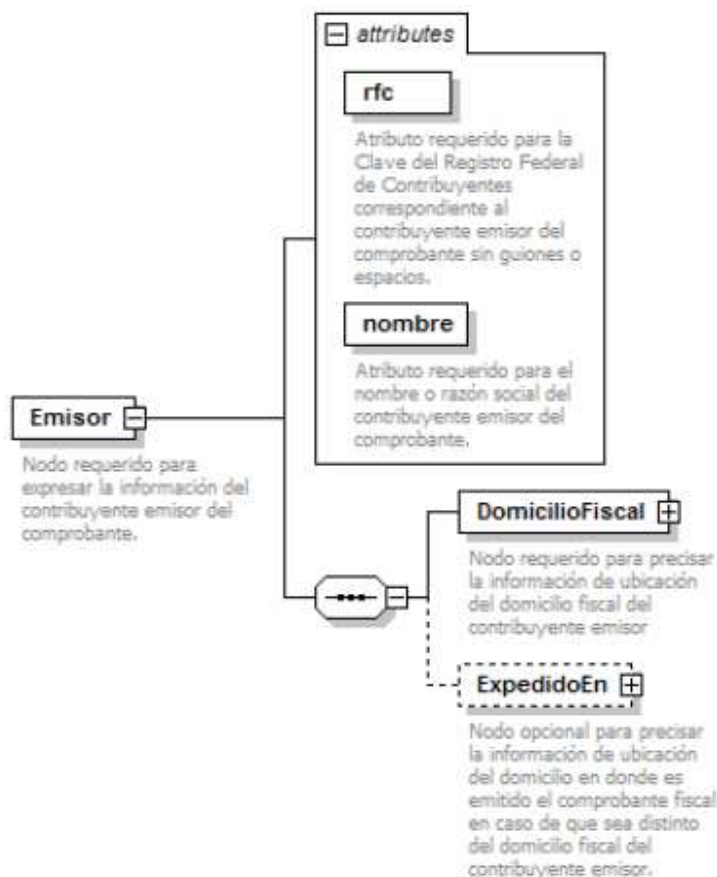 attributes
rfc
Atributo requerido para la
Clave del Registro Federal
de Contribuyentes
correspondiente al
contribuyente emisor del
comprobante sin guiones o
espacios.
nombre
Atributo requerido para el
nombre o razón social del
contribuyente emisor del
comprobante.
Emisor
Nodo requerido para
expresar la información del
contribuyente emisor del
comprobante.
DomicilioFiscal
Nodo requerido para precisar
la información de ubicación
del domicilio fiscal del
contribuyente emisor
ExpedidoEn
Nodo opcional para precisar
la información de ubicación
del domicilio en donde es
emitido el comprobante fiscal
en caso de que sea distinto
del domicilio fiscal del
contribuyente emisor.